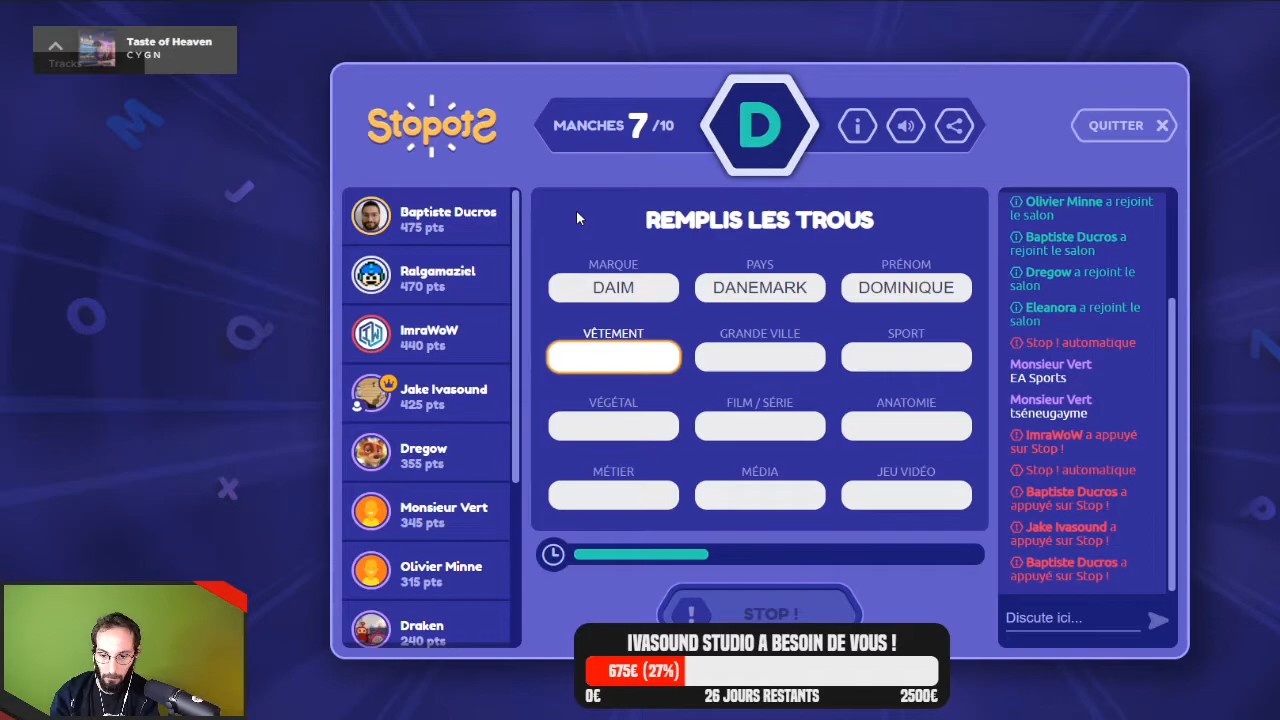 Taste of Heaven
CYGN
Tracks
StopotS
MANCHES 7/10
D
QUITTER
Baptiste Ducros
475 pts
Ralgamaziel
470 pts
ImraWoW
440 pts
Jake Ivasound
425 pts
Dregow
355 pts
Monsieur Vert
345 pts
Olivier Minne
315 pts
Draken
240 pts
REMPLIS LES TROUS
MARQUE PAYS PRÉNOM
DAIM DANEMARK DOMINIQUE
VÊTEMENT GRANDE VILLE SPORT
VÉGÉTAL FILM / SÉRIE ANATOMIE
MÉTIER MÉDIA JEU VIDÉO
STOP !
Olivier Minne a rejoint
le salon
Baptiste Ducros a
rejoint le salon
Dregow a rejoint le
salon
Eleanora a rejoint le
salon
Stop ! automatique
Monsieur Vert
EA Sports
Monsieur Vert
tséneugayme
ImraWoW a appuyé
sur Stop !
Stop ! automatique
Baptiste Ducros a
appuyé sur Stop !
Jake Ivasound a
appuyé sur Stop !
Baptiste Ducros a
appuyé sur Stop !
Discute ici...
IVASOUND STUDIO A BESOIN DE VOUS !
675€ (27%)
0€ 26 JOURS RESTANTS 2500€